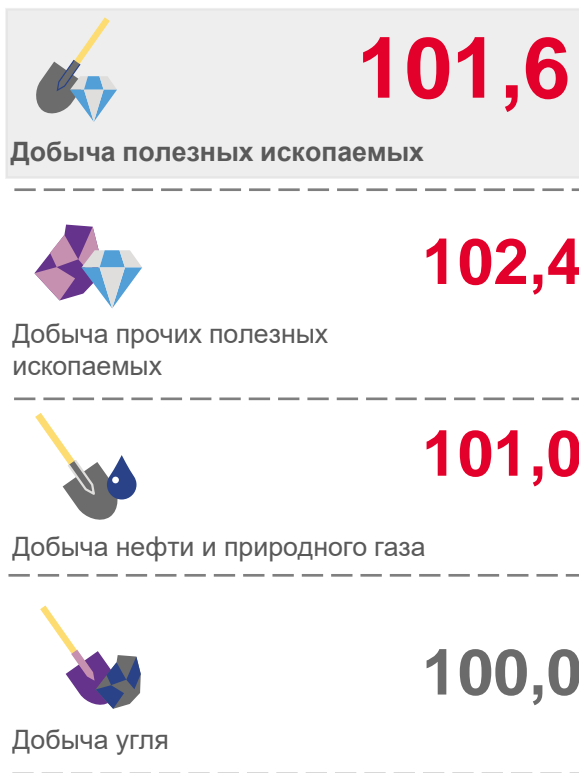 101,6
Добыча полезных ископаемых
102,4
Добыча прочих полезных
ископаемых
101,0
Добыча нефти и природного газа
100,0
Добыча угля